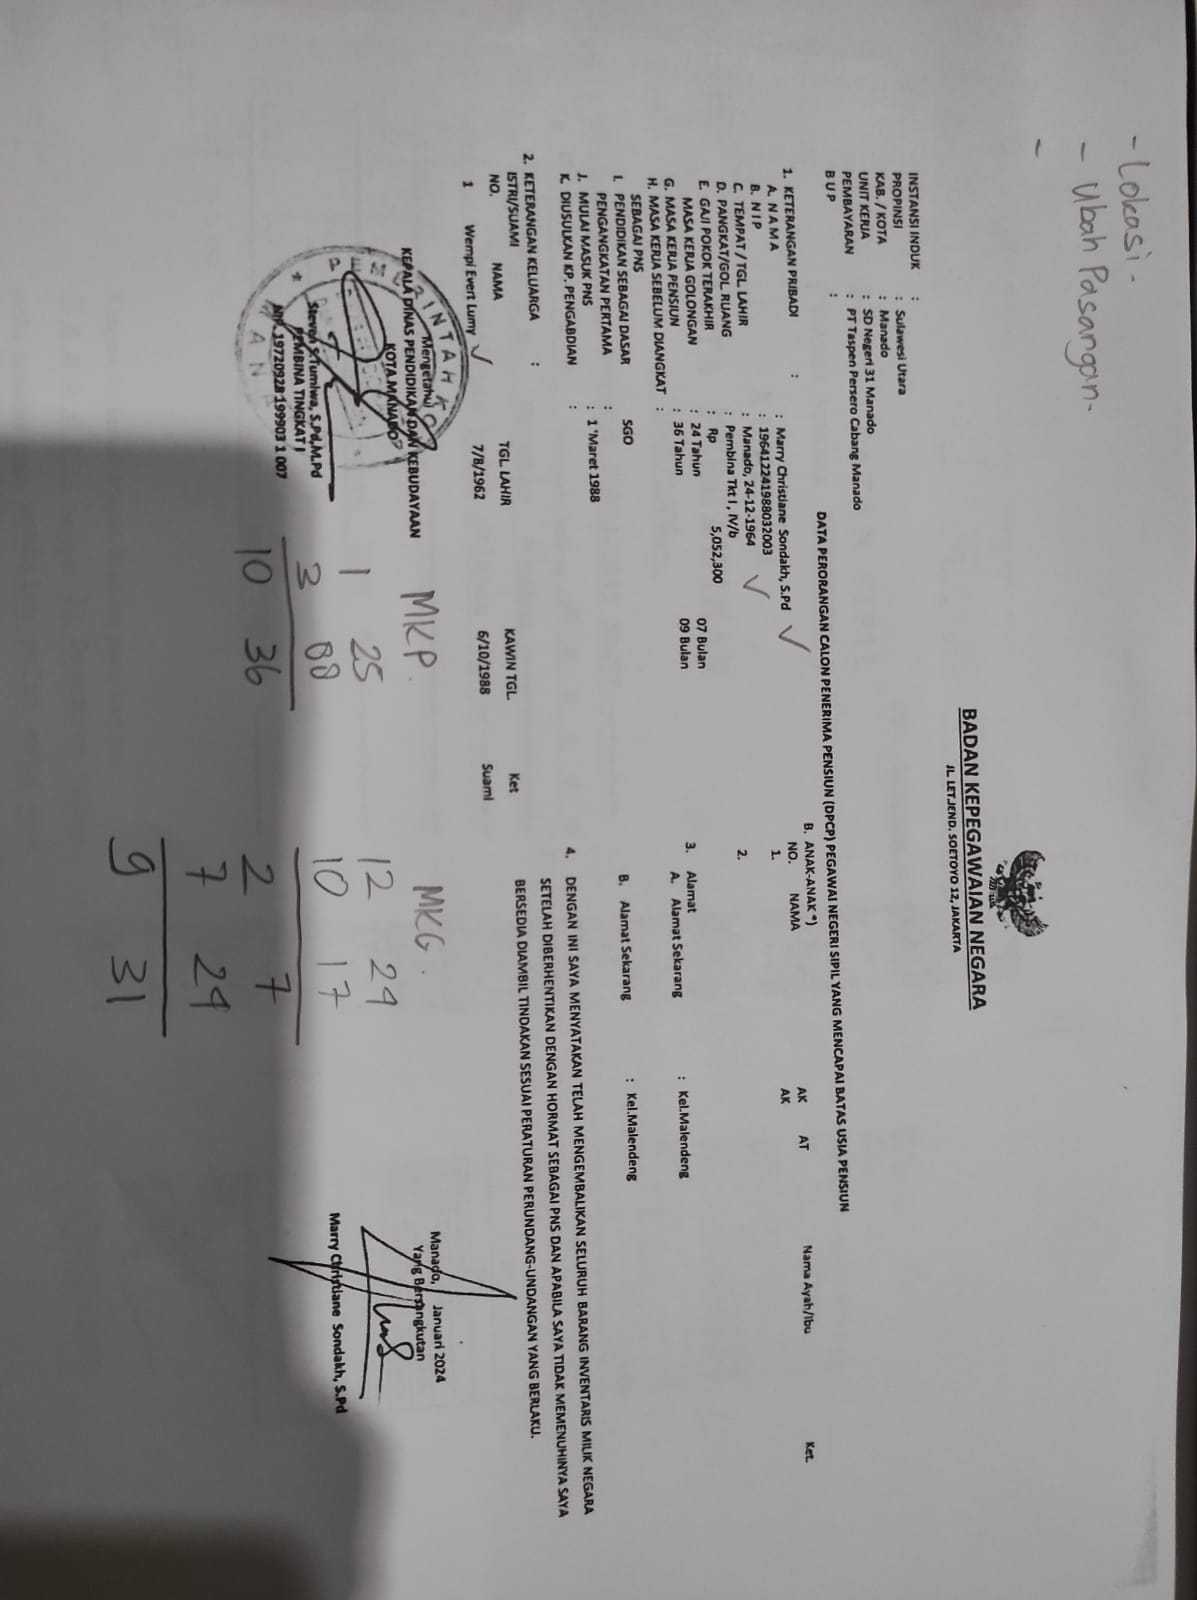 - Lokasi -
- Ubah Pasangan -
-
BADAN KEPEGAWAIAN NEGARA
JL LETJEND. SOETOYO 12, JAKARTA
INSTANSI INDUK :
PROPINSI : Sulawesi Utara
KAB. / KOTA : Manado
UNIT KERJA : SD Negeri 31 Manado
PEMBAYARAN : PT Taspen Persero Cabang Manado
B U P :
DATA PERORANGAN CALON PENERIMA PENSIUN (DPCP) PEGAWAI NEGERI SIPIL YANG MENCAPAI BATAS USIA PENSIUN
1. KETERANGAN PRIBADI :
A. N A M A : Marry Christiane Sondakh, S.Pd
B. N I P : 196412241988032003
C. TEMPAT / TGL LAHIR : Manado, 24-12-1964
D. PANGKAT/GOL RUANG : Pembina Tkt I , IV/b
E. GAJI POKOK TERAKHIR : Rp 5,052,300
MASA KERJA GOLONGAN : 24 Tahun 07 Bulan
G. MASA KERJA PENSIUN : 36 Tahun 09 Bulan
H. MASA KERJA SEBELUM DIANGKAT :
SEBAGAI PNS
I. PENDIDIKAN SEBAGAI DASAR SGO
PENGANGKATAN PERTAMA :
J. MULAI MASUK PNS : 1 'Maret 1988
K. DIUSULKAN KP. PENGABDIAN :
2. KETERANGAN KELUARGA :
ISTRI/SUAMI
NO. NAMA TGL LAHIR KAWIN TGL. Ket
1 Wempi Evert Lumy 7/8/1962 6/10/1988 Suami
B. ANAK-ANAK *)
NO. NAMA AK AT Nama Ayah/Ibu Ket.
1. AK
2.
3. Alamat
A. Alamat Sekarang : Kel.Malendeng
B. Alamat Sekarang : Kel.Malendeng
4. DENGAN INI SAYA MENYATAKAN TELAH MENGEMBALIKAN SELURUH BARANG INVENTARIS MILIK NEGARA
SETELAH DIBERHENTIKAN DENGAN HORMAT SEBAGAI PNS DAN APABILA SAYA TIDAK MEMENUHINYA SAYA
BERSEDIA DIAMBIL TINDAKAN SESUAI PERATURAN PERUNDANG-UNDANGAN YANG BERLAKU.
Mengetahui
KEPALA DINAS PENDIDIKAN DAN KEBUDAYAAN
KOTA MANADO
Steven S.Tumiwa, S.Pd,M.Pd
PEMBINA TINGKAT I
NIP. 19720928 199903 1 007
MKP.
1 25
3 88
10 36
MKG.
12 24
10 17
2 7
7 24
9 31
Manado, Januari 2024
Yang Bersangkutan
Marry Christiane Sondakh, S.Pd